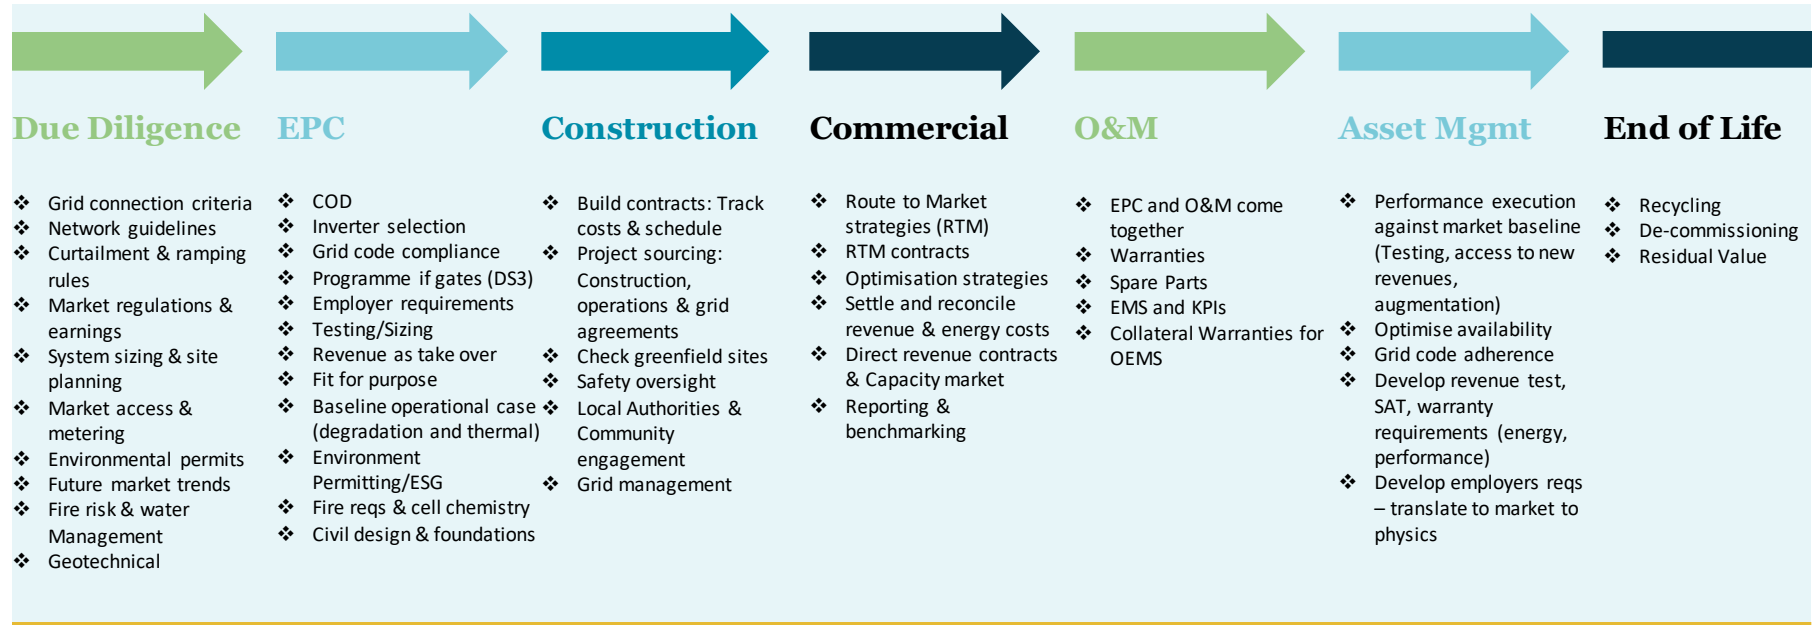 Due Diligence
❖ Grid connection criteria
❖ Network guidelines
❖ Curtailment & ramping
rules
❖ Market regulations &
earnings
❖ System sizing & site
planning
❖ Market access &
metering
❖ Environmental permits
❖ Future market trends
❖ Fire risk & water
Management
❖ Geotechnical
EPC
❖ COD
❖ Inverter selection
❖ Grid code compliance
❖ Programme if gates (DS3)
❖ Employer requirements
❖ Testing/Sizing
❖ Revenue as take over
❖ Fit for purpose
❖ Baseline operational case
(degradation and thermal)
❖ Environment
Permitting/ESG
❖ Fire reqs & cell chemistry
❖ Civil design & foundations
Construction
❖ Build contracts: Track
costs & schedule
❖ Project sourcing:
Construction,
operations & grid
agreements
❖ Check greenfield sites
❖ Safety oversight
❖ Local Authorities &
Community
engagement
❖ Grid management
Commercial
❖ Route to Market
strategies (RTM)
❖ RTM contracts
❖ Optimisation strategies
❖ Settle and reconcile
revenue & energy costs
❖ Direct revenue contracts
& Capacity market
❖ Reporting &
benchmarking
O&M
❖ EPC and O&M come
together
❖ Warranties
❖ Spare Parts
❖ EMS and KPIs
❖ Collateral Warranties for
OEMS
Asset Mgmt
❖ Performance execution
against market baseline
(Testing, access to new
revenues,
augmentation)
❖ Optimise availability
❖ Grid code adherence
❖ Develop revenue test,
SAT, warranty
requirements (energy,
performance)
❖ Develop employers reqs
– translate to market to
physics
End of Life
❖ Recycling
❖ De-commissioning
❖ Residual Value